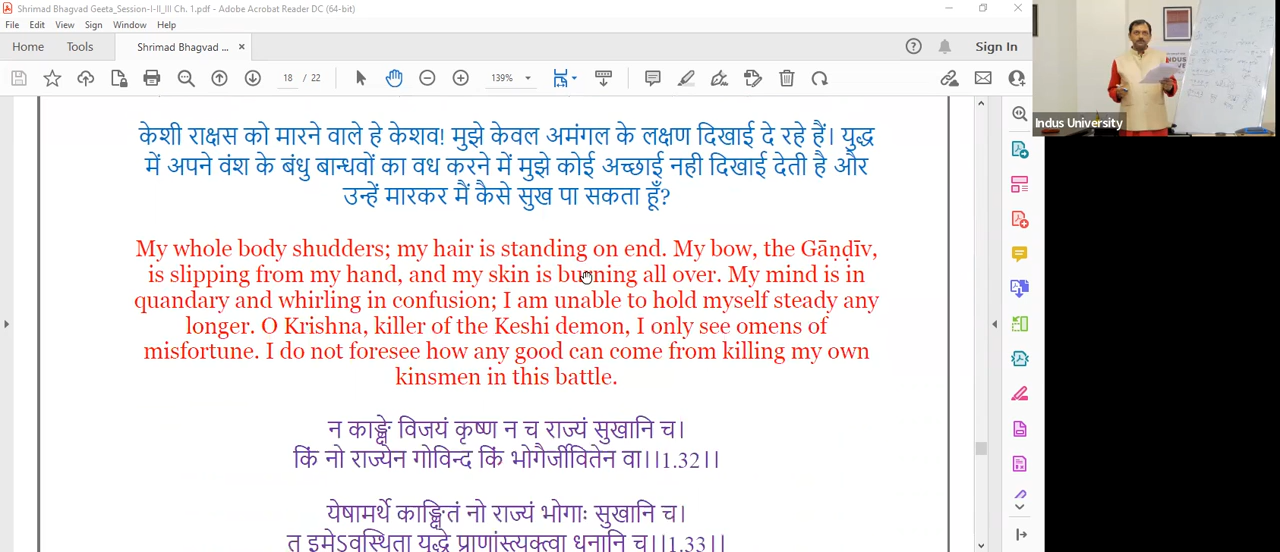 Shrimad Bhagvad Geeta_Session-I-II_III Ch. 1.pdf - Adobe Acrobat Reader DC (64-bit)
File Edit View Sign Window Help
Home Tools Shrimad Bhagvad ... × Sign In
18 / 22 139%
Indus University
केशी राक्षस को मारने वाले हे केशव! मुझे केवल अमंगल के लक्षण दिखाई दे रहे हैं। युद्ध
में अपने वंश के बंधु बान्धवों का वध करने में मुझे कोई अच्छाई नही दिखाई देती है और
उन्हें मारकर मैं कैसे सुख पा सकता हूँ?
My whole body shudders; my hair is standing on end. My bow, the Gāṇḍīv,
is slipping from my hand, and my skin is burning all over. My mind is in
quandary and whirling in confusion; I am unable to hold myself steady any
longer. O Krishna, killer of the Keshi demon, I only see omens of
misfortune. I do not foresee how any good can come from killing my own
kinsmen in this battle.
न काङ्क्षे विजयं कृष्ण न च राज्यं सुखानि च।
किं नो राज्येन गोविन्द किं भोगैर्जीवितेन वा।।1.32।।
येषामर्थे काङ्क्षितं नो राज्यं भोगाः सुखानि च।
त इमेऽवस्थिता युद्धे प्राणांस्त्यक्त्वा धनानि च।।1.33।।